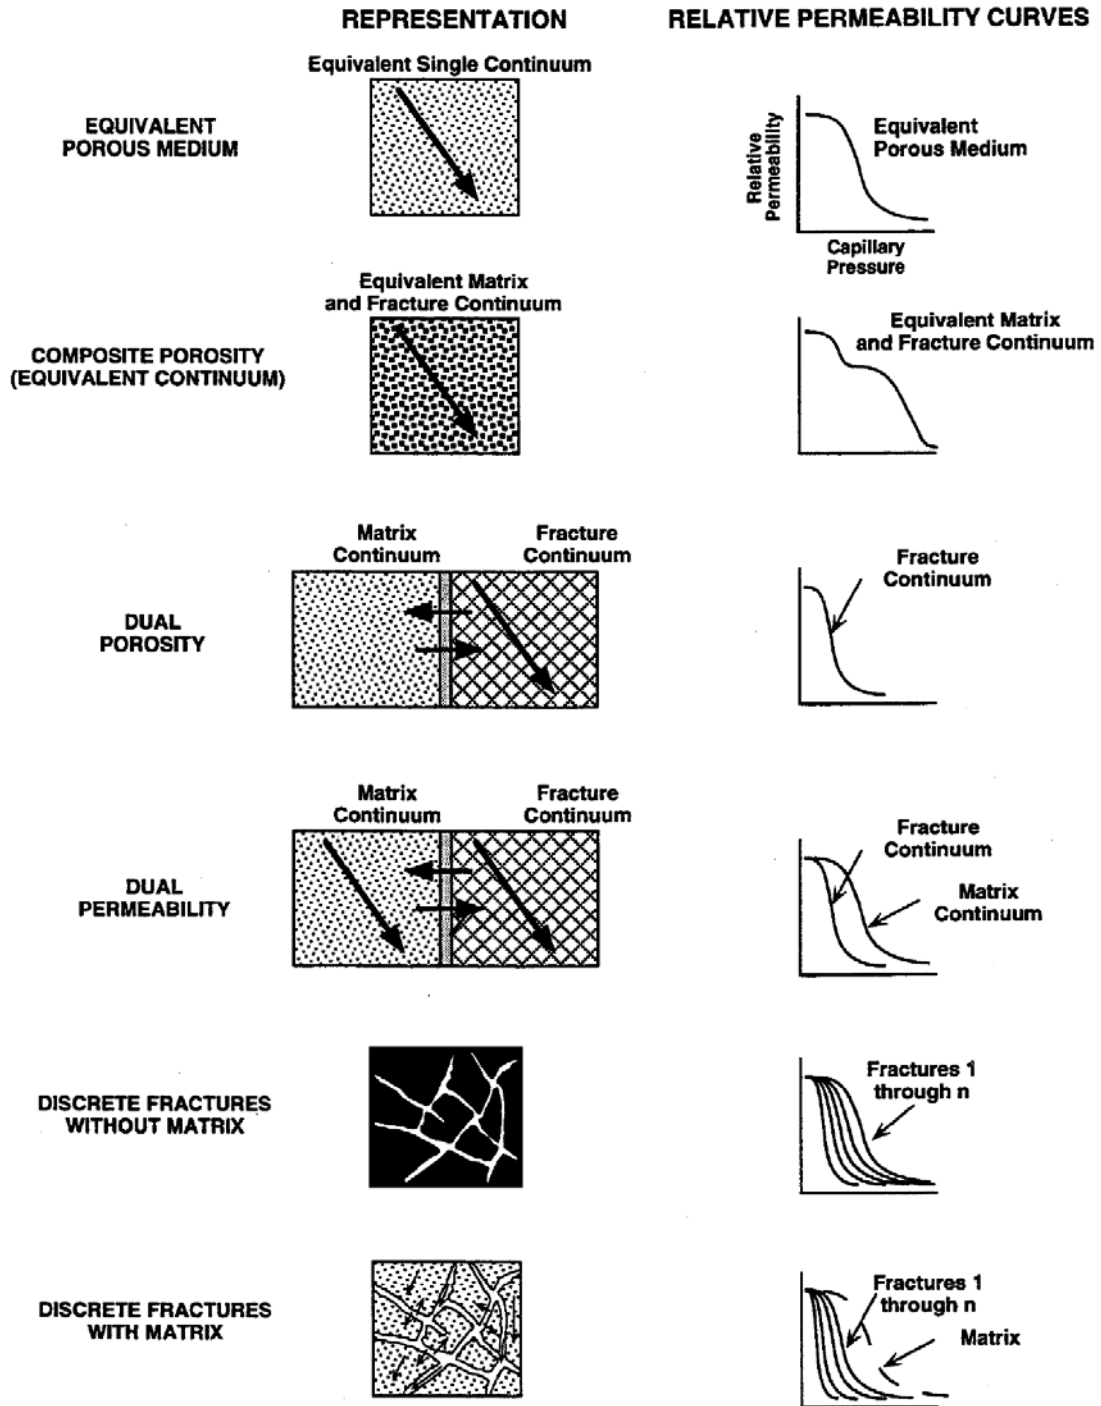 REPRESENTATION
RELATIVE PERMEABILITY CURVES
EQUIVALENT
POROUS MEDIUM
Equivalent Single Continuum
Relative
Permeability
Equivalent
Porous Medium
Capillary
Pressure
COMPOSITE POROSITY
(EQUIVALENT CONTINUUM)
Equivalent Matrix
and Fracture Continuum
Equivalent Matrix
and Fracture Continuum
DUAL
POROSITY
Matrix
Continuum
Fracture
Continuum
Fracture
Continuum
DUAL
PERMEABILITY
Matrix
Continuum
Fracture
Continuum
Fracture
Continuum
Matrix
Continuum
DISCRETE FRACTURES
WITHOUT MATRIX
Fractures 1
through n
DISCRETE FRACTURES
WITH MATRIX
Fractures 1
through n
Matrix